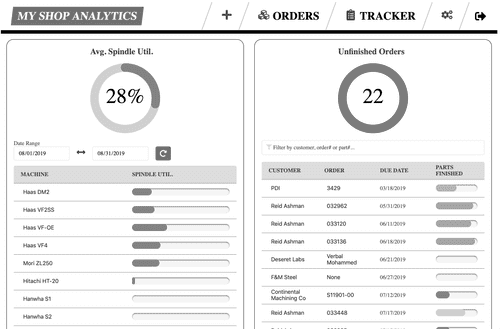 MY SHOP ANALYTICS
ORDERS
TRACKER
Avg. Spindle Util.
28%
Date Range
08/01/2019 08/31/2019
MACHINE SPINDLE UTIL.
Haas DM2
Haas VF2SS
Haas VF-OE
Haas VF4
Mori ZL250
Hitachi HT-20
Hanwha S1
Hanwha S2
Unfinished Orders
22
Filter by customer, order# or part#...
CUSTOMER ORDER DUE DATE PARTS FINISHED
PDI 3429 03/18/2019
Reid Ashman 032962 05/31/2019
Reid Ashman 033120 06/11/2019
Reid Ashman 033136 06/18/2019
Deseret Labs Verbal Mohammed 06/21/2019
F&M Steel None 06/27/2019
Continental Machining Co S11901-00 07/12/2019
Reid Ashman 033448 07/17/2019